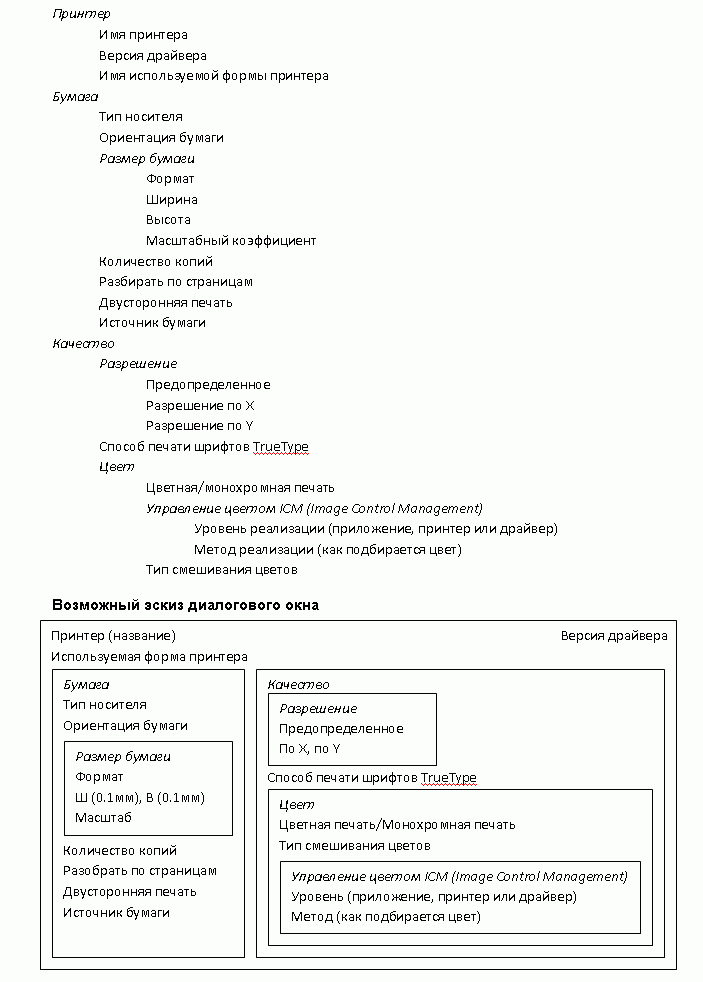 Принтер
Имя принтера
Версия драйвера
Имя используемой формы принтера
Бумага
Тип носителя
Ориентация бумаги
Размер бумаги
Формат
Ширина
Высота
Масштабный коэффициент
Количество копий
Разбирать по страницам
Двусторонняя печать
Источник бумаги
Качество
Разрешение
Предопределенное
Разрешение по X
Разрешение по Y
Способ печати шрифтов TrueType
Цвет
Цветная/монохромная печать
Управление цветом ICM (Image Control Management)
Уровень реализации (приложение, принтер или драйвер)
Метод реализации (как подбирается цвет)
Тип смешивания цветов
Возможный эскиз диалогового окна
Принтер (название) Версия драйвера
Используемая форма принтера
Бумага
Тип носителя
Ориентация бумаги
Размер бумаги
Формат
Ш (0.1мм), В (0.1мм)
Масштаб
Количество копий
Разобрать по страницам
Двусторонняя печать
Источник бумаги
Качество
Разрешение
Предопределенное
По X, по Y
Способ печати шрифтов TrueType
Цвет
Цветная печать/Монохромная печать
Тип смешивания цветов
Управление цветом ICM (Image Control Management)
Уровень (приложение, принтер или драйвер)
Метод (как подбирается цвет)